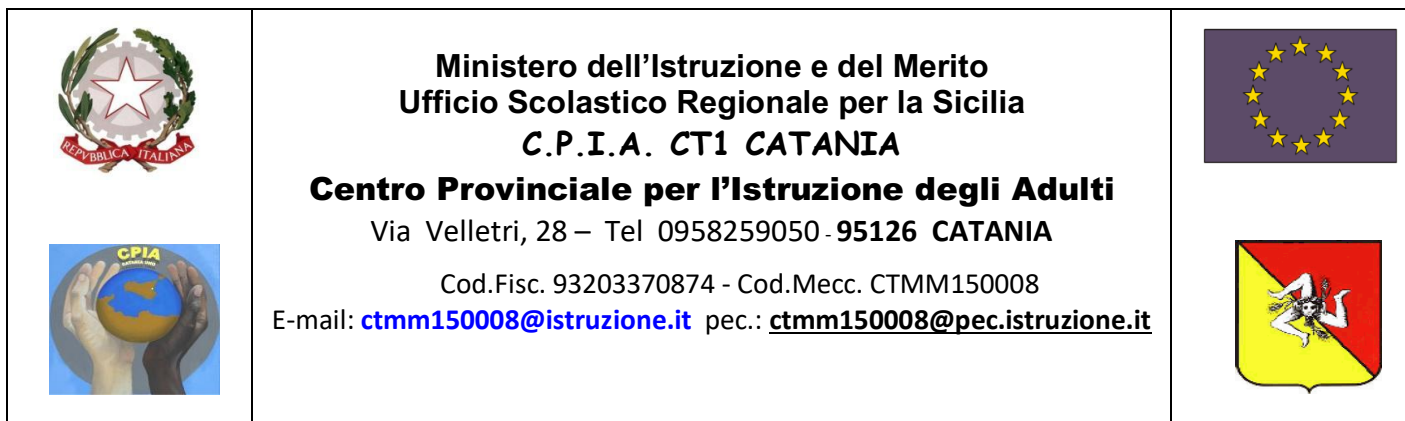 REPVBBLICA ITALIANA
CPIA
Ministero dell’Istruzione e del Merito
Ufficio Scolastico Regionale per la Sicilia
C.P.I.A. CT1 CATANIA
Centro Provinciale per l’Istruzione degli Adulti
Via Velletri, 28 – Tel 0958259050 - 95126 CATANIA
Cod.Fisc. 93203370874 - Cod.Mecc. CTMM150008
E-mail: ctmm150008@istruzione.it pec.: ctmm150008@pec.istruzione.it